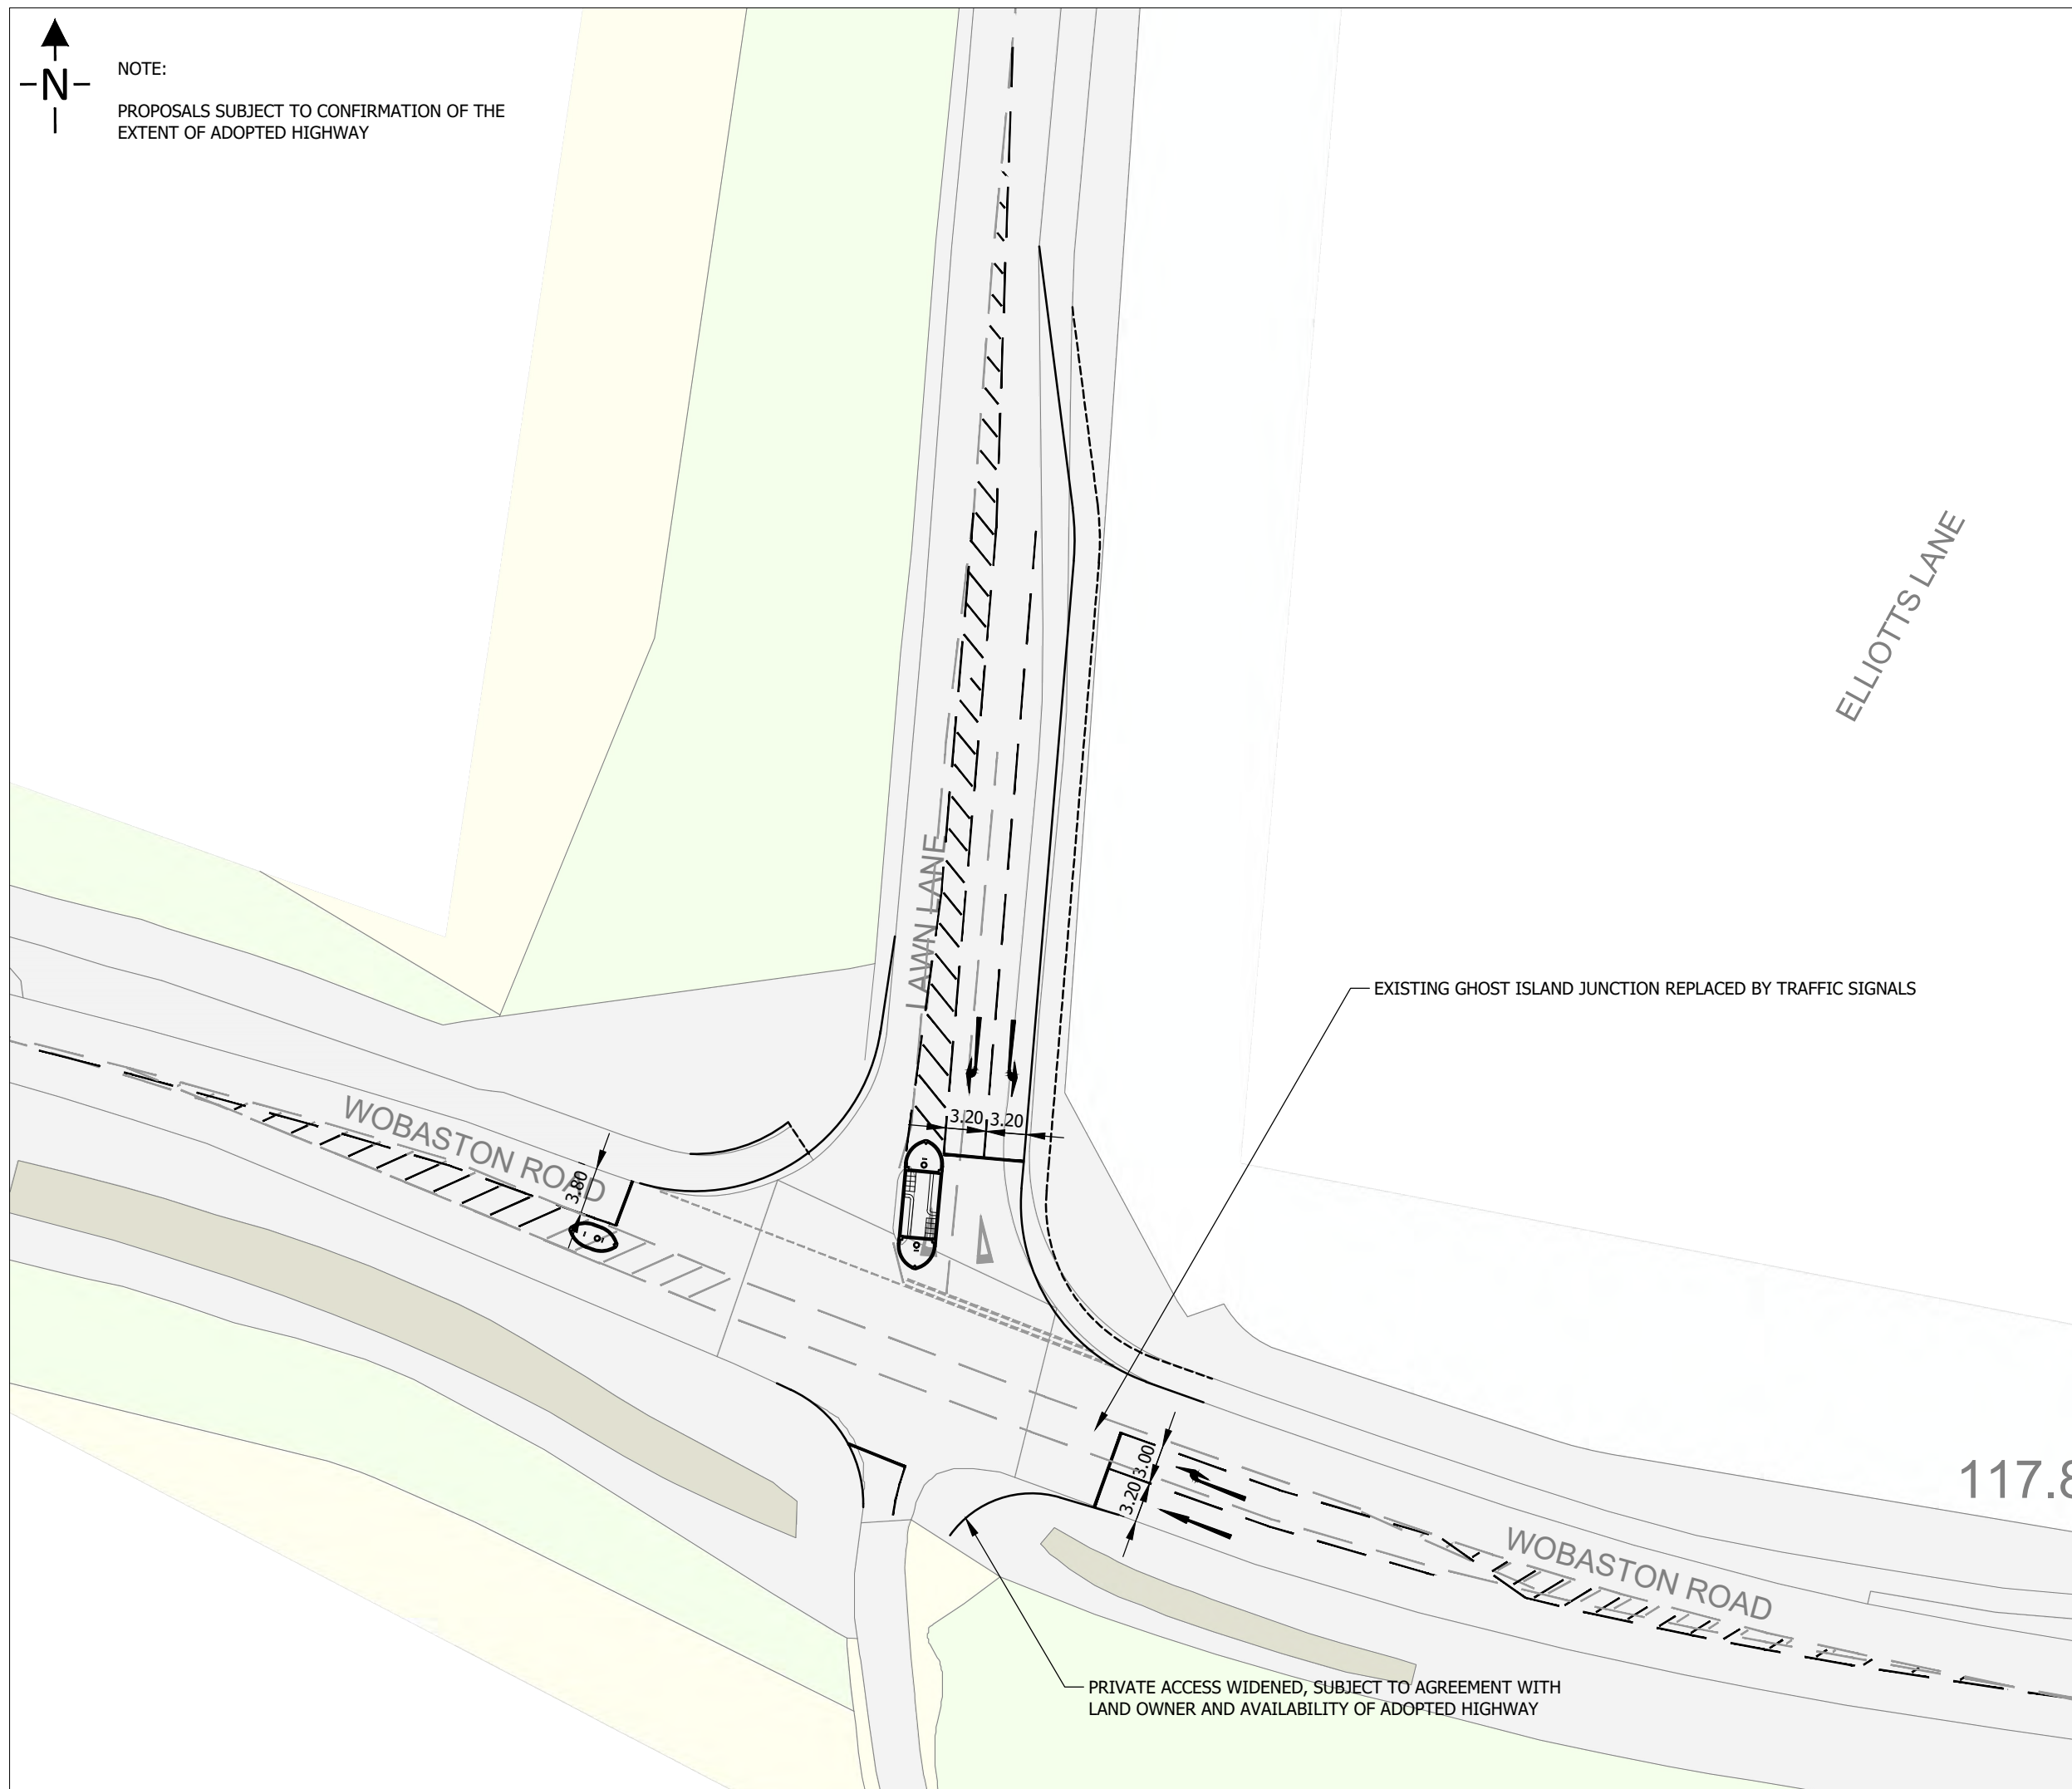 N
NOTE:
PROPOSALS SUBJECT TO CONFIRMATION OF THE
EXTENT OF ADOPTED HIGHWAY
ELLIOTTS LANE
LAWN LANE
EXISTING GHOST ISLAND JUNCTION REPLACED BY TRAFFIC SIGNALS
WOBASTON ROAD
3.80
3.20 3.20
3.00
3.20
117.8
WOBASTON ROAD
PRIVATE ACCESS WIDENED, SUBJECT TO AGREEMENT WITH
LAND OWNER AND AVAILABILITY OF ADOPTED HIGHWAY